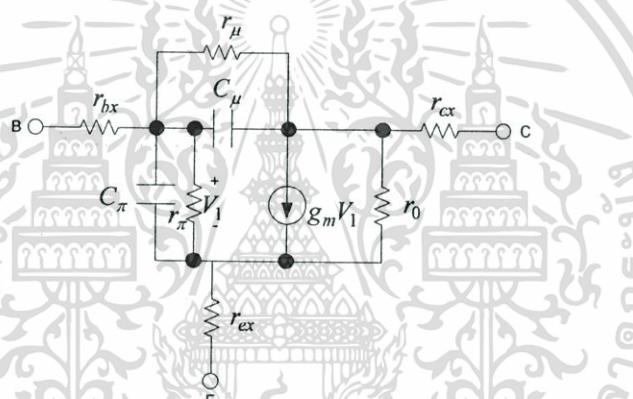 r_μ
C_μ
r_bx
r_cx
B
C
C_π
r_π
+
V_1
-
g_m V_1
r_0
r_ex